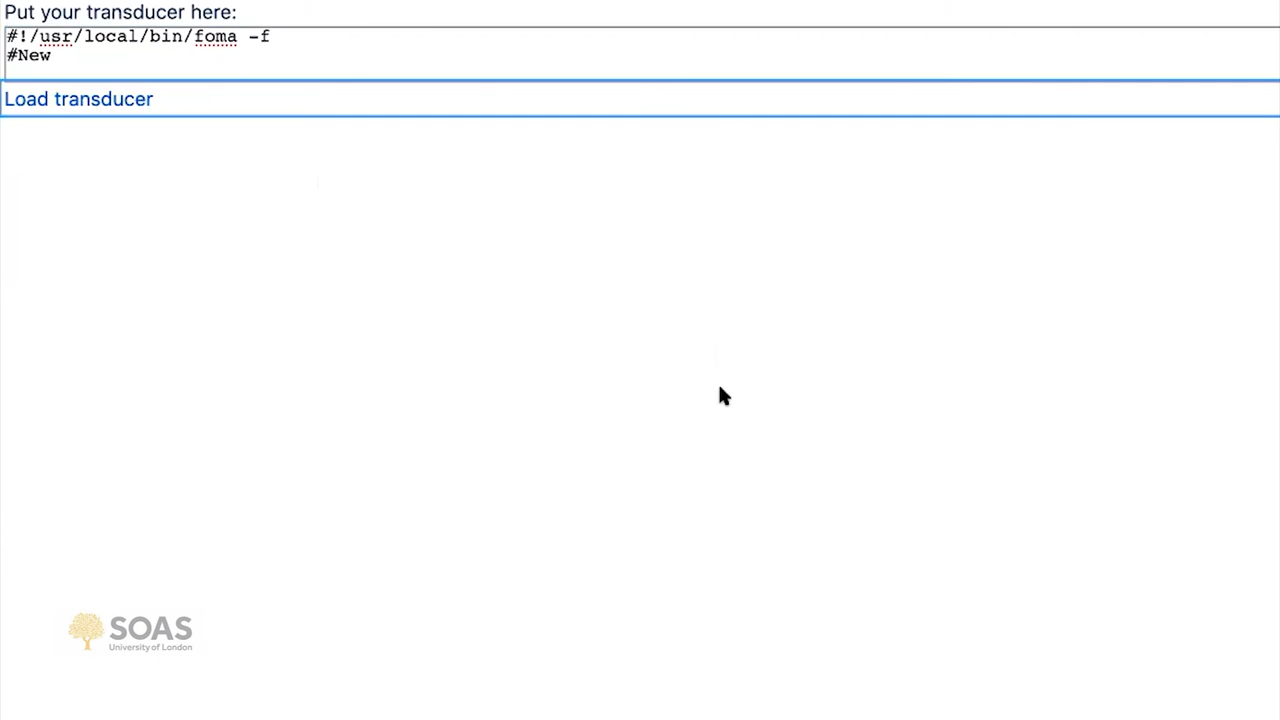 Put your transducer here:
#!/usr/local/bin/foma -f
#New
Load transducer
SOAS
University of London